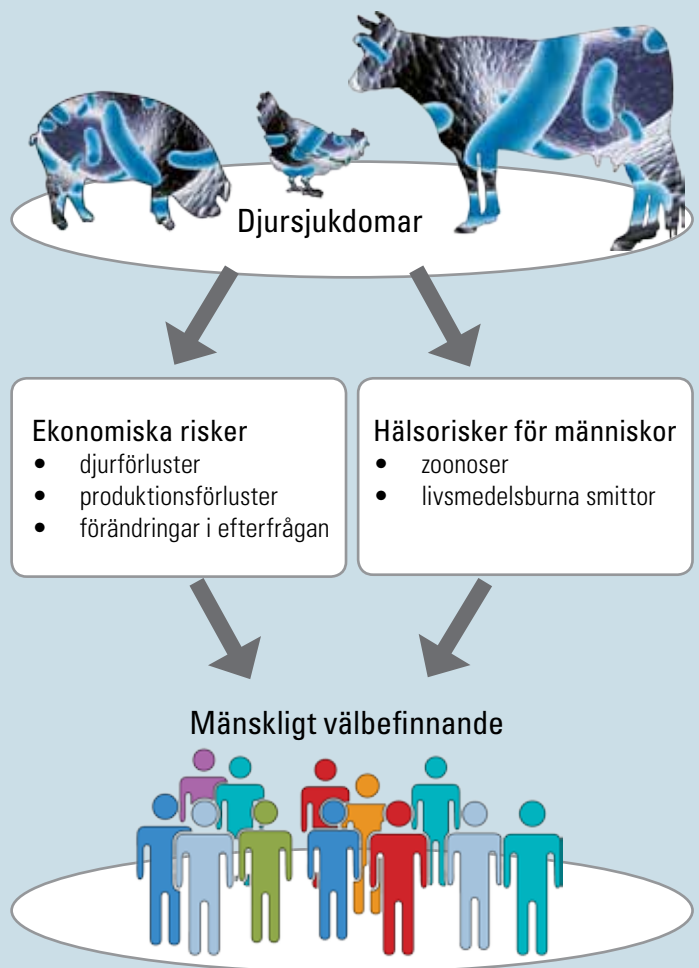 Djursjukdomar
Ekonomiska risker
• djurförluster
• produktionsförluster
• förändringar i efterfrågan
Hälsorisker för människor
• zoonoser
• livsmedelsburna smittor
Mänskligt välbefinnande